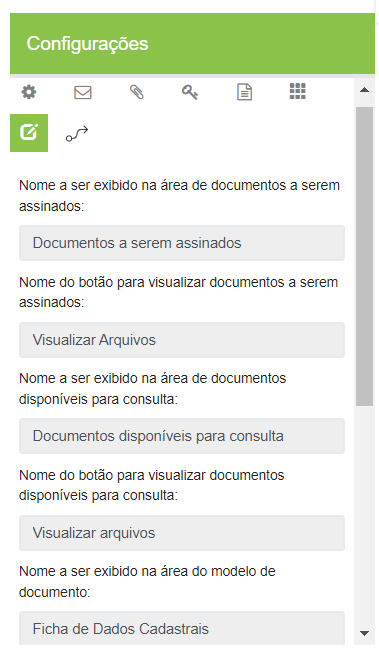 Configurações
Nome a ser exibido na área de documentos a serem
assinados:
Documentos a serem assinados
Nome do botão para visualizar documentos a serem
assinados:
Visualizar Arquivos
Nome a ser exibido na área de documentos
disponíveis para consulta:
Documentos disponíveis para consulta
Nome do botão para visualizar documentos
disponíveis para consulta:
Visualizar arquivos
Nome a ser exibido na área do modelo de
documento:
Ficha de Dados Cadastrais